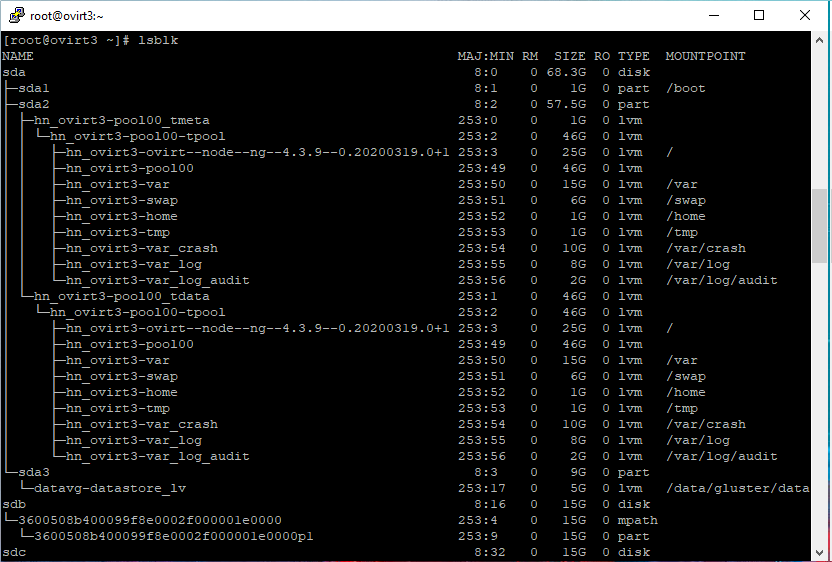 root@ovirt3:~
[root@ovirt3 ~]# lsblk
NAME MAJ:MIN RM SIZE RO TYPE MOUNTPOINT
sda 8:0 0 68.3G 0 disk
├─sda1 8:1 0 1G 0 part /boot
├─sda2 8:2 0 57.5G 0 part
│ ├─hn_ovirt3-pool00_tmeta 253:0 0 1G 0 lvm
│ │ └─hn_ovirt3-pool00-tpool 253:2 0 46G 0 lvm
│ │   ├─hn_ovirt3-ovirt--node--ng--4.3.9--0.20200319.0+1 253:3 0 25G 0 lvm /
│ │   ├─hn_ovirt3-pool00 253:49 0 46G 0 lvm
│ │   ├─hn_ovirt3-var 253:50 0 15G 0 lvm /var
│ │   ├─hn_ovirt3-swap 253:51 0 6G 0 lvm /swap
│ │   ├─hn_ovirt3-home 253:52 0 1G 0 lvm /home
│ │   ├─hn_ovirt3-tmp 253:53 0 1G 0 lvm /tmp
│ │   ├─hn_ovirt3-var_crash 253:54 0 10G 0 lvm /var/crash
│ │   ├─hn_ovirt3-var_log 253:55 0 8G 0 lvm /var/log
│ │   └─hn_ovirt3-var_log_audit 253:56 0 2G 0 lvm /var/log/audit
│ └─hn_ovirt3-pool00_tdata 253:1 0 46G 0 lvm
│   └─hn_ovirt3-pool00-tpool 253:2 0 46G 0 lvm
│     ├─hn_ovirt3-ovirt--node--ng--4.3.9--0.20200319.0+1 253:3 0 25G 0 lvm /
│     ├─hn_ovirt3-pool00 253:49 0 46G 0 lvm
│     ├─hn_ovirt3-var 253:50 0 15G 0 lvm /var
│     ├─hn_ovirt3-swap 253:51 0 6G 0 lvm /swap
│     ├─hn_ovirt3-home 253:52 0 1G 0 lvm /home
│     ├─hn_ovirt3-tmp 253:53 0 1G 0 lvm /tmp
│     ├─hn_ovirt3-var_crash 253:54 0 10G 0 lvm /var/crash
│     ├─hn_ovirt3-var_log 253:55 0 8G 0 lvm /var/log
│     └─hn_ovirt3-var_log_audit 253:56 0 2G 0 lvm /var/log/audit
└─sda3 8:3 0 9G 0 part
  └─datavg-datastore_lv 253:17 0 5G 0 lvm /data/gluster/data
sdb 8:16 0 15G 0 disk
└─3600508b400099f8e0002f000001e0000 253:4 0 15G 0 mpath
  └─3600508b400099f8e0002f000001e0000p1 253:9 0 15G 0 part
sdc 8:32 0 15G 0 disk